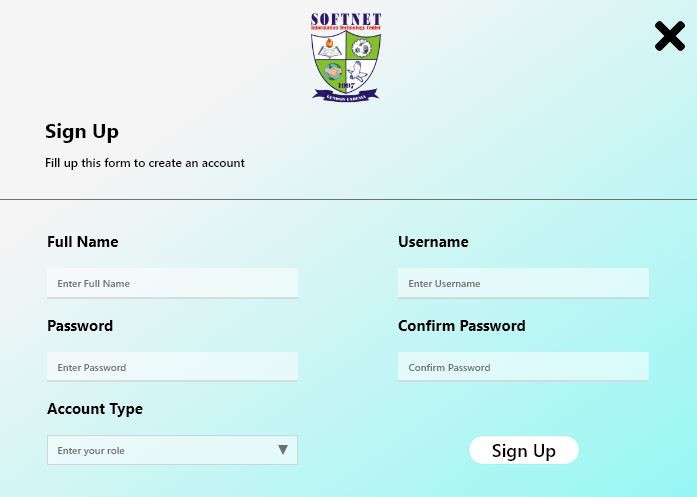 SOFTNET
Information Technology Center
1997
Sign Up
Fill up this form to create an account
Full Name
Username
Enter Full Name
Enter Username
Password
Confirm Password
Enter Password
Confirm Password
Account Type
Enter your role
Sign Up